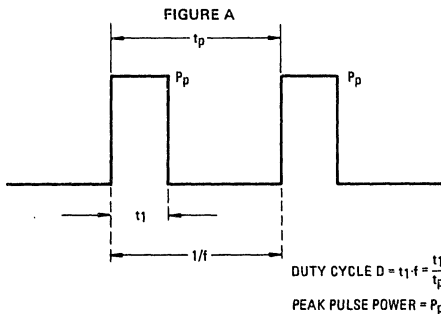 FIGURE A
tp
Pp
Pp
t1
1/f
DUTY CYCLE D = t1·f = t1/tp
PEAK PULSE POWER = Pp